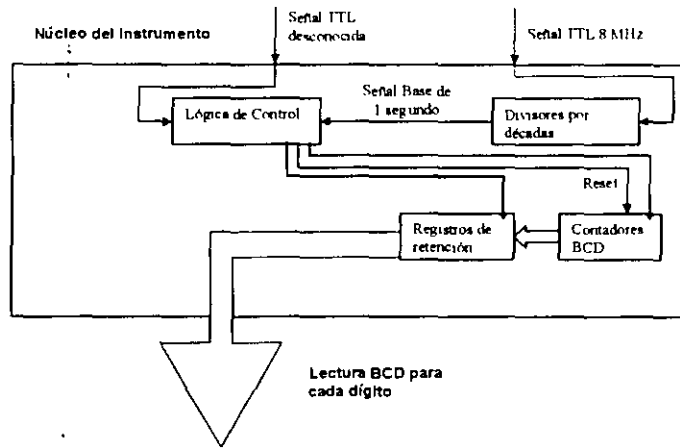 Núcleo del Instrumento
Señal TTL
desconocida
Señal TTL 8 MHz
Señal Base de
1 segundo
Lógica de Control
Divisores por
décadas
Reset
Registros de
retención
Contadores
BCD
Lectura BCD para
cada dígito